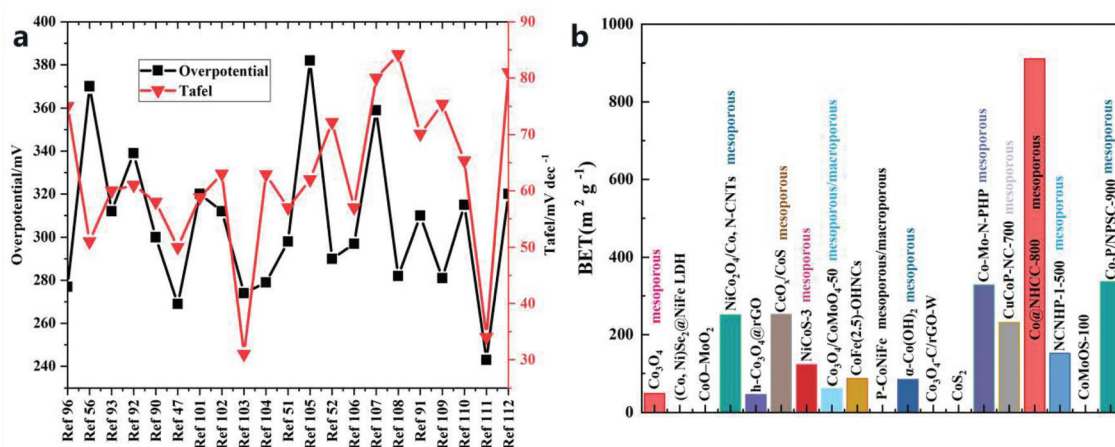 a
400
380
360
340
320
300
280
260
240
Overpotential/mV
Overpotential
Tafel
90
80
70
60
50
40
30
Tafel/mV dec⁻¹
Ref 96
Ref 56
Ref 93
Ref 92
Ref 90
Ref 47
Ref 101
Ref 102
Ref 103
Ref 104
Ref 51
Ref 105
Ref 52
Ref 106
Ref 107
Ref 108
Ref 91
Ref 109
Ref 110
Ref 111
Ref 112
b
1000
800
600
400
200
0
BET(m² g⁻¹)
Co₃O₄ mesoporous
(Co, Ni)Se₂@NiFe LDH
CoO–MoO₂
NiCo₂O₄/Co, N-CNTs mesoporous
h-Co₃O₄@rGO
CeOₓ/CoS mesoporous
NiCoS-3 mesoporous
Co₃O₄/CoMoO₄-50 mesoporous/macroporous
CoFe(2.5)-OHNCs
P-CoNiFe mesoporous/macroporous
α-Co(OH)₂ mesoporous
Co₃O₄-C/rGO-W
CoS₂
Co-Mo-N-PHP mesoporous
CuCoP-NC-700 mesoporous
Co@NHCC-800 mesoporous
NCNHP-1-500 mesoporous
CoMoOS-100
Co₂P/NPSC-900 mesoporous